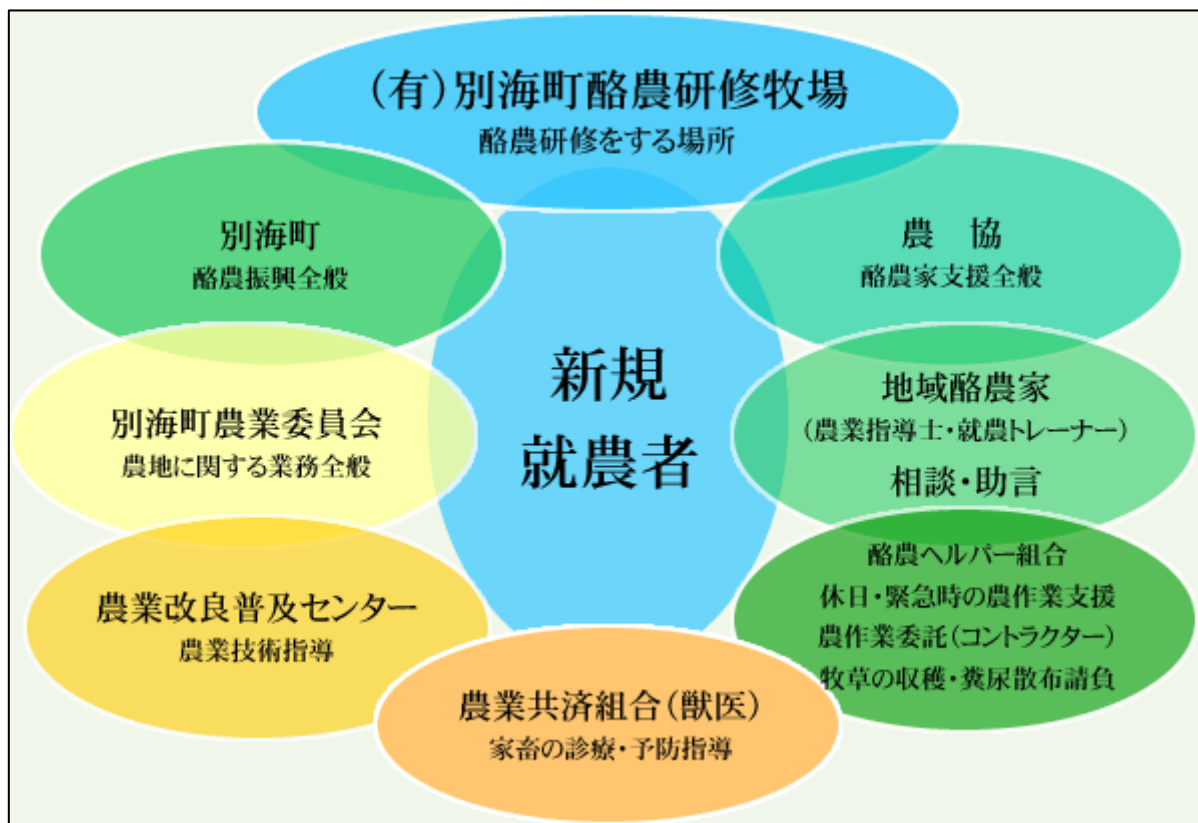 (有)別海町酪農研修牧場
酪農研修をする場所
別海町
酪農振興全般
農　協
酪農家支援全般
新規
就農者
別海町農業委員会
農地に関する業務全般
地域酪農家
(農業指導士・就農トレーナー)
相談・助言
農業改良普及センター
農業技術指導
酪農ヘルパー組合
休日・緊急時の農作業支援
農作業委託(コントラクター)
牧草の収穫・糞尿散布請負
農業共済組合(獣医)
家畜の診療・予防指導